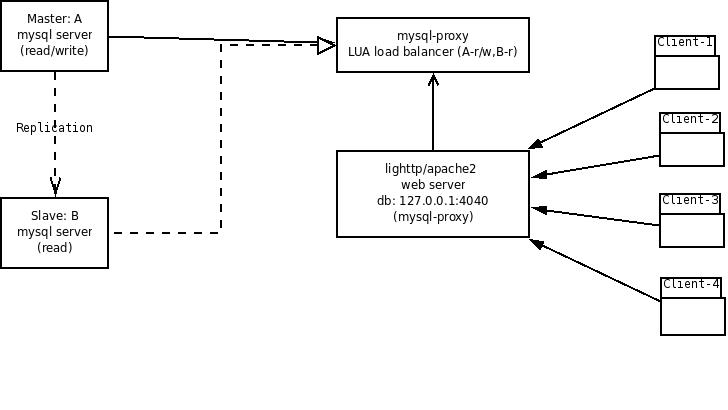 Master: A
mysql server
(read/write)
Replication
Slave: B
mysql server
(read)
mysql-proxy
LUA load balancer (A-r/w,B-r)
lighttp/apache2
web server
db: 127.0.0.1:4040
(mysql-proxy)
Client-1
Client-2
Client-3
Client-4